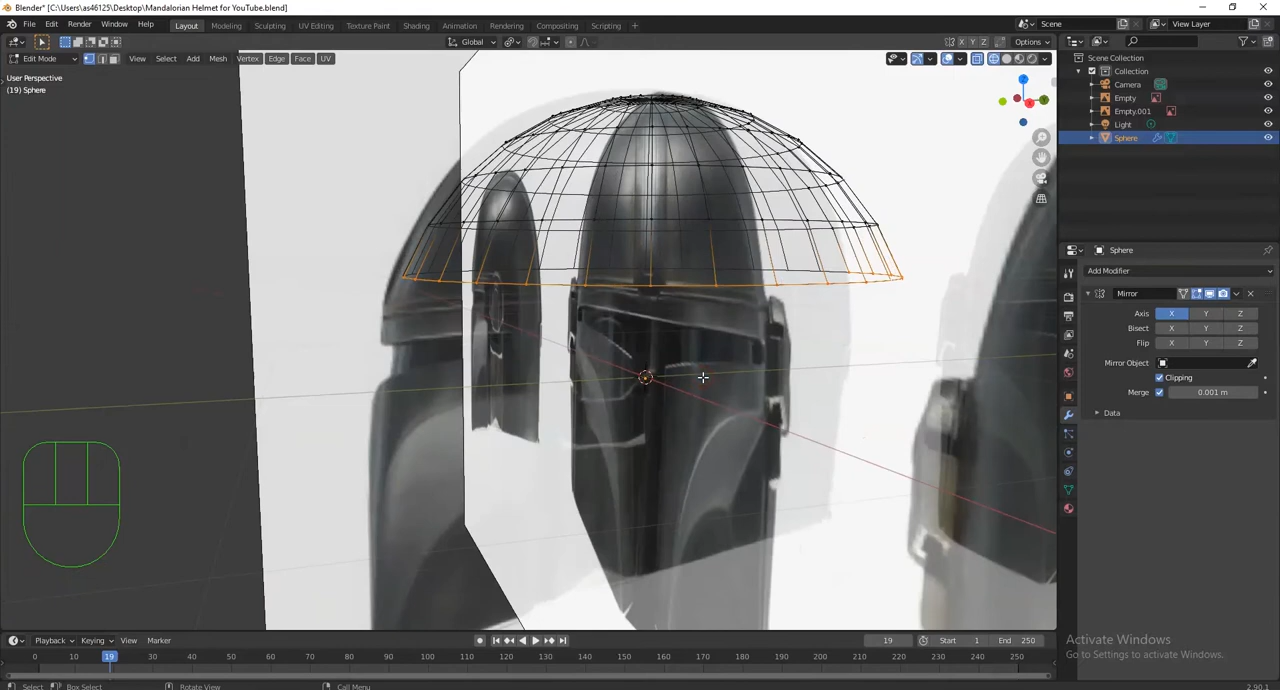 Blender* [C:\Users\as46125\Desktop\Mandalorian Helmet for YouTube.blend]
File Edit Render Window Help Layout Modeling Sculpting UV Editing Texture Paint Shading Animation Rendering Compositing Scripting + Scene View Layer
Global X Y Z Options
Edit Mode View Select Add Mesh Vertex Edge Face UV
User Perspective
(19) Sphere
Scene Collection
Collection
Camera
Empty
Empty.001
Light
Sphere
Sphere
Add Modifier
Mirror
Axis X Y Z
Bisect X Y Z
Flip X Y Z
Mirror Object
Clipping
Merge 0.001 m
Data
Playback Keying View Marker 19 Start 1 End 250
0 10 19 20 30 40 50 60 70 80 90 100 110 120 130 140 150 160 170 180 190 200 210 220 230 240 250
Activate Windows
Go to Settings to activate Windows.
Select Box Select Rotate View Call Menu 2.90.1